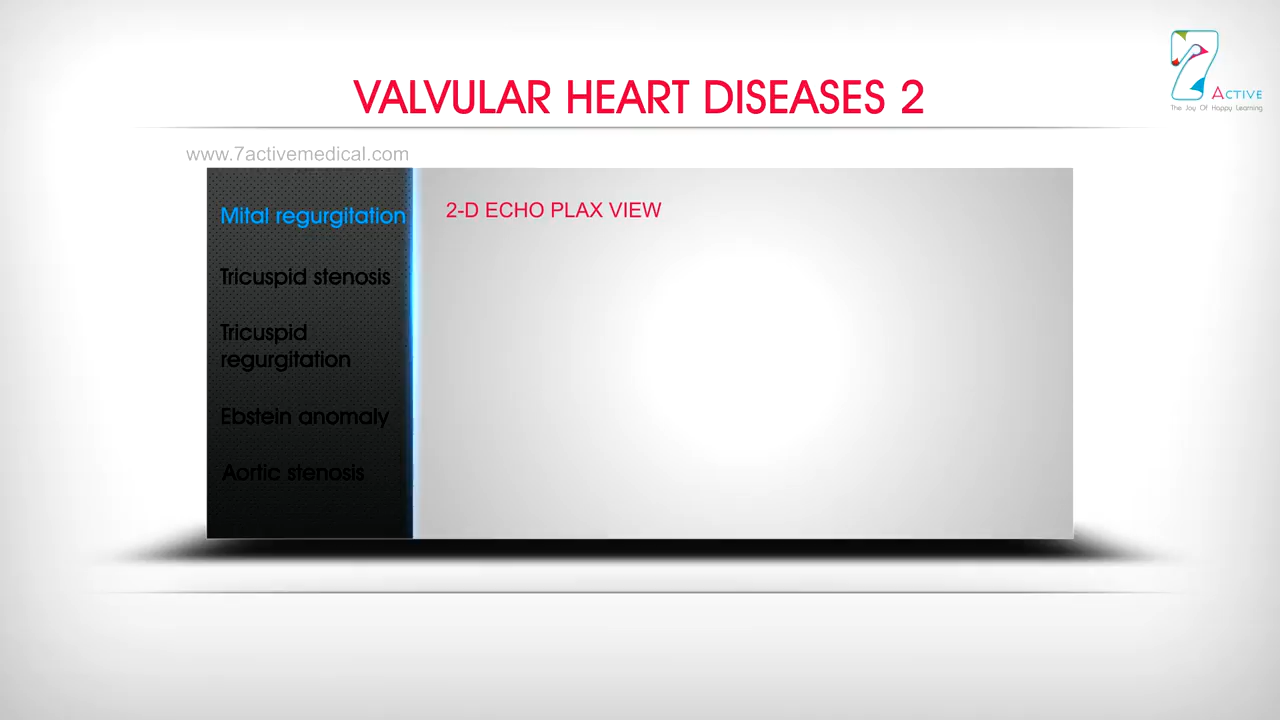 7
ACTIVE
The Joy Of Happy Learning
VALVULAR HEART DISEASES 2
www.7activemedical.com
Mital regurgitation
2-D ECHO PLAX VIEW
Tricuspid stenosis
Tricuspid
regurgitation
Ebstein anomaly
Aortic stenosis